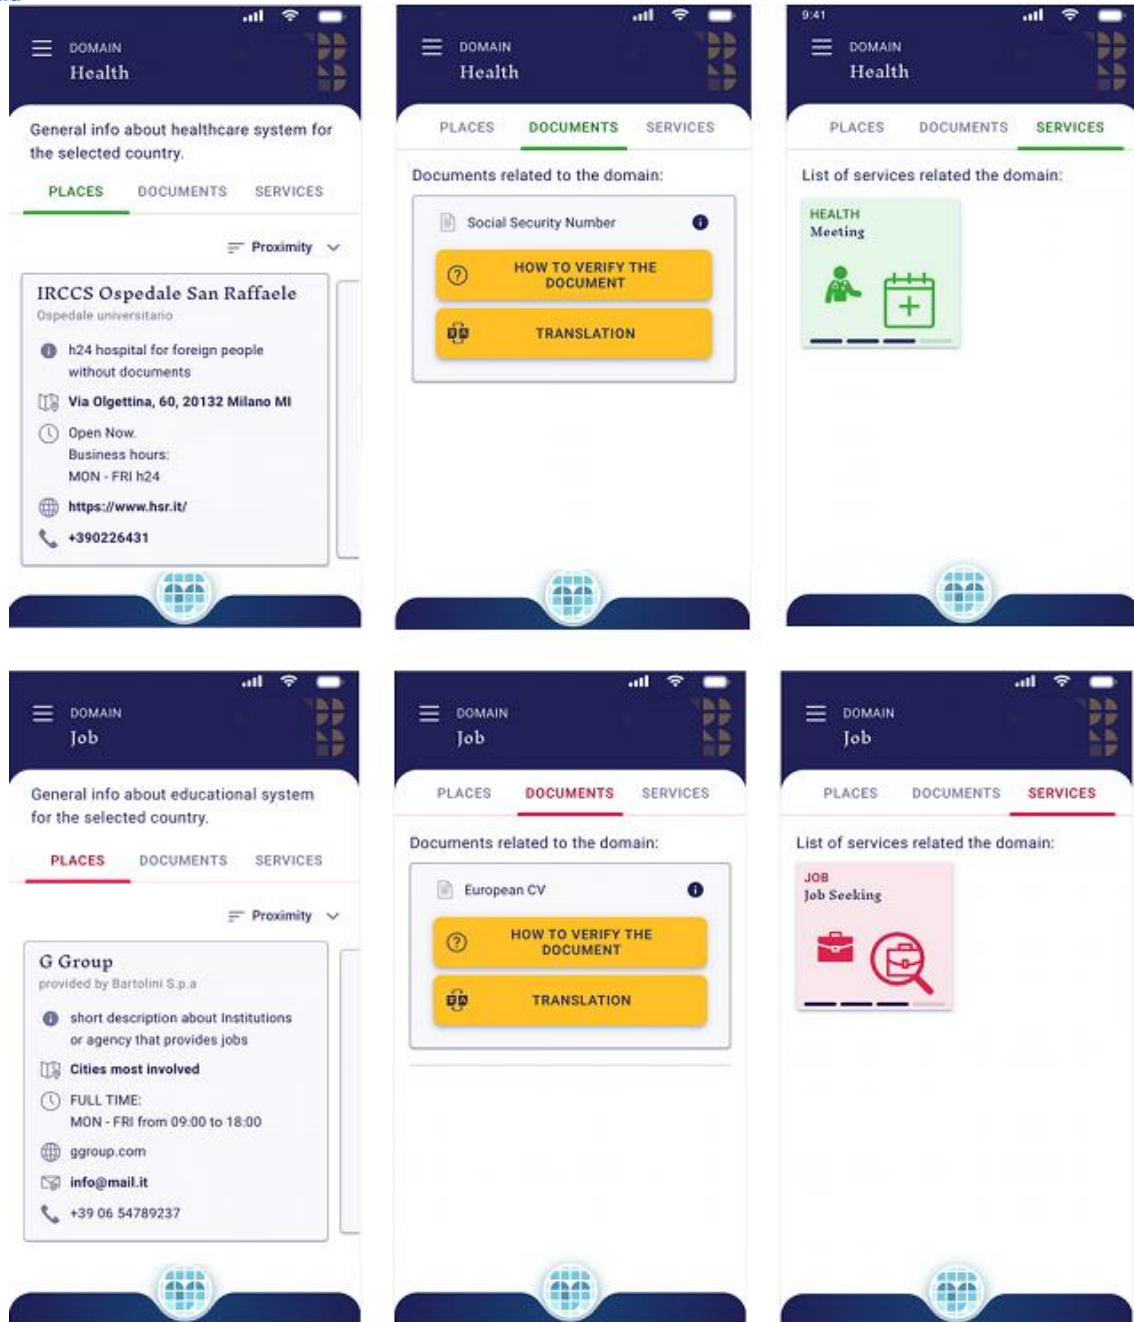 DOMAIN
Health
General info about healthcare system for
the selected country.
PLACES DOCUMENTS SERVICES
Proximity
IRCCS Ospedale San Raffaele
Ospedale universitario
h24 hospital for foreign people
without documents
Via Olgettina, 60, 20132 Milano MI
Open Now.
Business hours:
MON - FRI h24
https://www.hsr.it/
+390226431
DOMAIN
Health
PLACES DOCUMENTS SERVICES
Documents related to the domain:
Social Security Number
HOW TO VERIFY THE
DOCUMENT
TRANSLATION
9:41
DOMAIN
Health
PLACES DOCUMENTS SERVICES
List of services related the domain:
HEALTH
Meeting
DOMAIN
Job
General info about educational system
for the selected country.
PLACES DOCUMENTS SERVICES
Proximity
G Group
provided by Bartolini S.p.a
short description about Institutions
or agency that provides jobs
Cities most involved
FULL TIME:
MON - FRI from 09:00 to 18:00
ggroup.com
info@mail.it
+39 06 54789237
DOMAIN
Job
PLACES DOCUMENTS SERVICES
Documents related to the domain:
European CV
HOW TO VERIFY THE
DOCUMENT
TRANSLATION
DOMAIN
Job
PLACES DOCUMENTS SERVICES
List of services related the domain:
JOB
Job Seeking